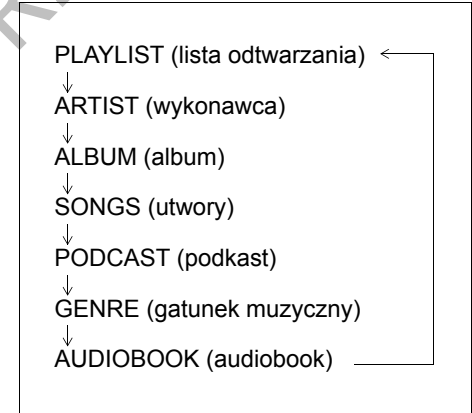 PLAYLIST (lista odtwarzania)
ARTIST (wykonawca)
ALBUM (album)
SONGS (utwory)
PODCAST (podkast)
GENRE (gatunek muzyczny)
AUDIOBOOK (audiobook)